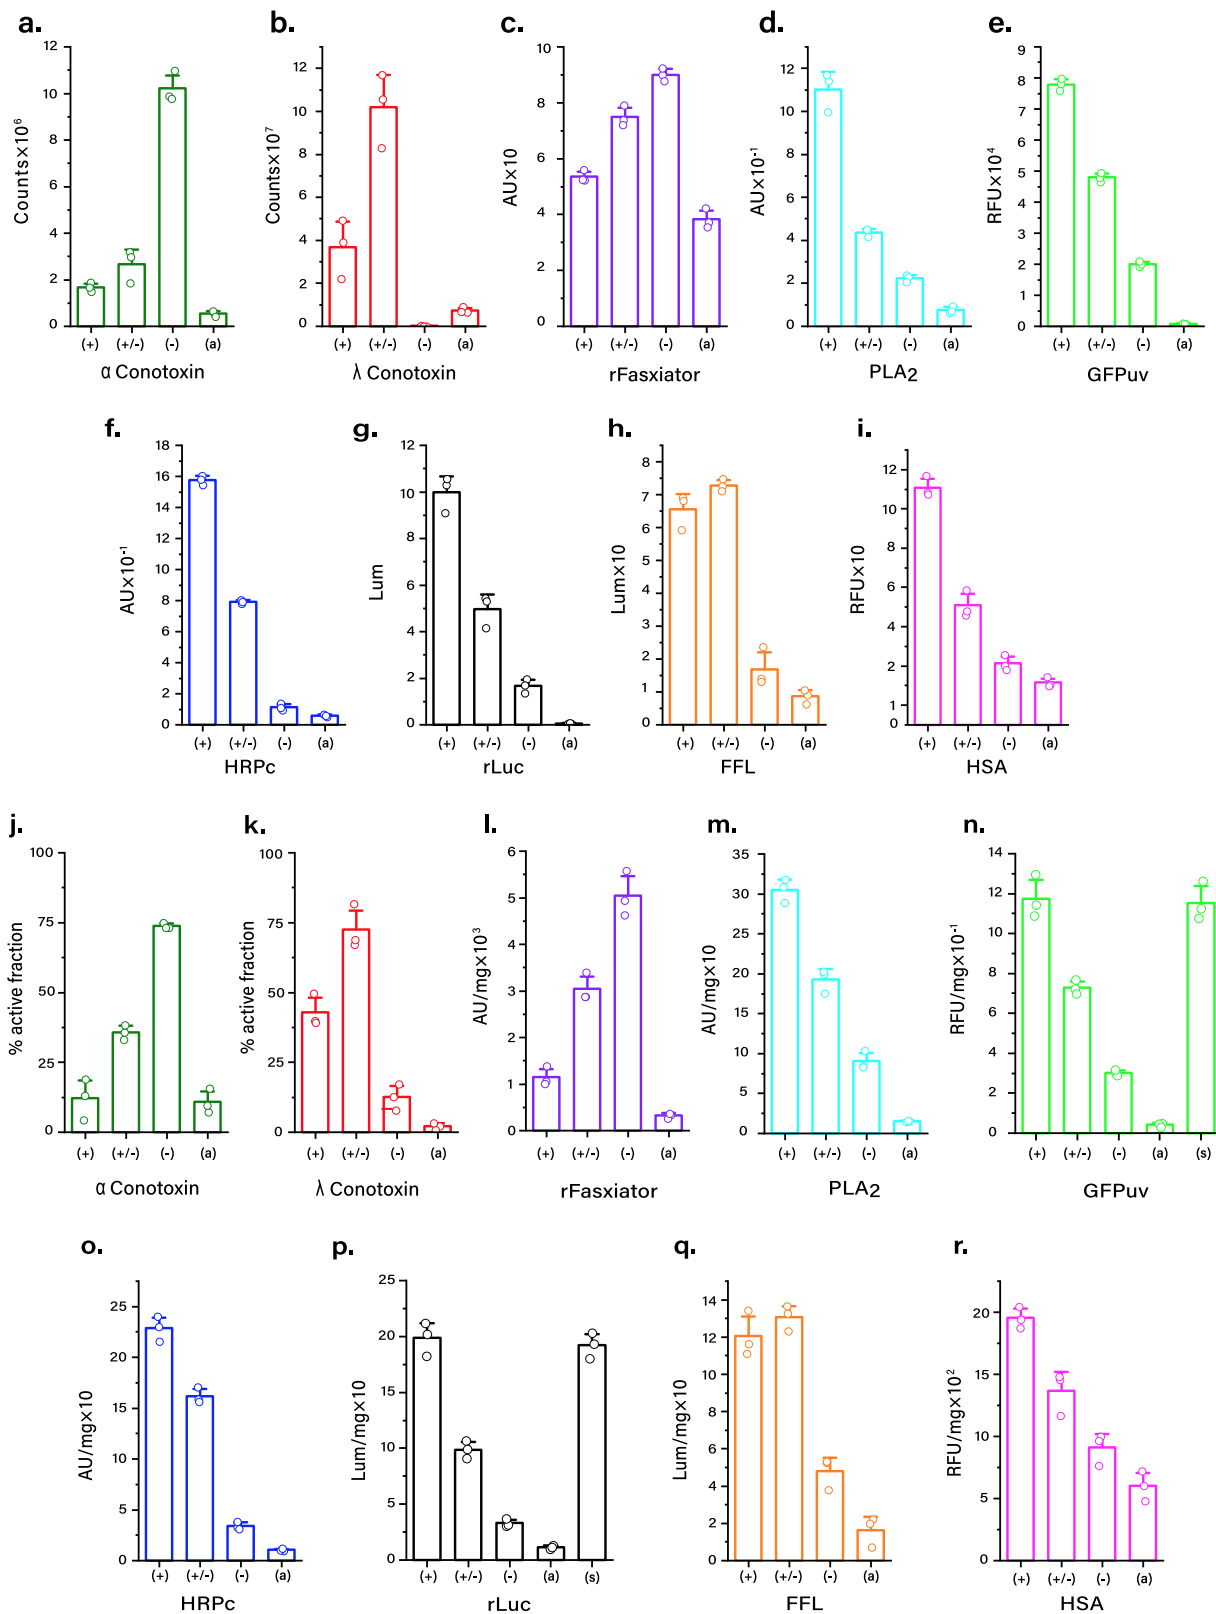 a.
Counts×10⁶
12
10
8
6
4
2
0
(+) (+/-) (-) (a)
α Conotoxin
b.
Counts×10⁷
12
10
8
6
4
2
0
(+) (+/-) (-) (a)
λ Conotoxin
c.
AU×10
10
8
6
4
2
0
(+) (+/-) (-) (a)
rFasxiator
d.
AU×10⁻¹
12
10
8
6
4
2
0
(+) (+/-) (-) (a)
PLA2
e.
RFU×10⁴
9
8
7
6
5
4
3
2
1
0
(+) (+/-) (-) (a)
GFPuv
f.
AU×10⁻¹
18
16
14
12
10
8
6
4
2
0
(+) (+/-) (-) (a)
HRPc
g.
Lum
12
10
8
6
4
2
0
(+) (+/-) (-) (a)
rLuc
h.
Lum×10
8
7
6
5
4
3
2
1
0
(+) (+/-) (-) (a)
FFL
i.
RFU×10
12
10
8
6
4
2
1
0
(+) (+/-) (-) (a)
HSA
j.
% active fraction
100
75
50
25
0
(+) (+/-) (-) (a)
α Conotoxin
k.
% active fraction
100
75
50
25
0
(+) (+/-) (-) (a)
λ Conotoxin
l.
AU/mg×10³
6
5
4
3
2
1
0
(+) (+/-) (-) (a)
rFasxiator
m.
AU/mg×10
35
30
25
20
15
10
5
0
(+) (+/-) (-) (a)
PLA2
n.
RFU/mg×10⁻¹
14
12
10
8
6
4
2
0
(+) (+/-) (-) (a) (s)
GFPuv
o.
AU/mg×10
25
20
15
10
5
0
(+) (+/-) (-) (a)
HRPc
p.
Lum/mg×10
25
20
15
10
5
0
(+) (+/-) (-) (a) (s)
rLuc
q.
Lum/mg×10
14
12
10
8
6
4
2
0
(+) (+/-) (-) (a)
FFL
r.
RFU/mg×10²
20
15
10
5
0
(+) (+/-) (-) (a)
HSA